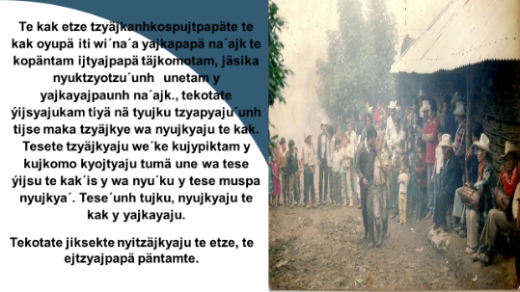 Te kak etze tzyäjkanhkospujtpapäte te
kak oyupä iti wi´na´a yajkapapä na´ajk te
kopäntam ijtyajpapä täjkomotam, jäsika
nyuktzyotzu´unh unetam y
yajkayajpaunh na´ajk., tekotate
ÿijsyajukam tiyä nä tyujku tzyapyaju´unh
tijse maka tzyäjkye wa nyujkyaju te kak.
Tesete tzyäjkyaju we´ke kujypiktam y
kujkomo kyojtyaju tumä une wa tese
ÿijsu te kak´is y wa nyu´ku y tese muspa
nyujkya´. Tese´unh tujku, nyujkyaju te
kak y yajkayaju.
Tekotate jiksekte nyitzäjkyaju te etze, te
ejtzyajpapä päntamte.